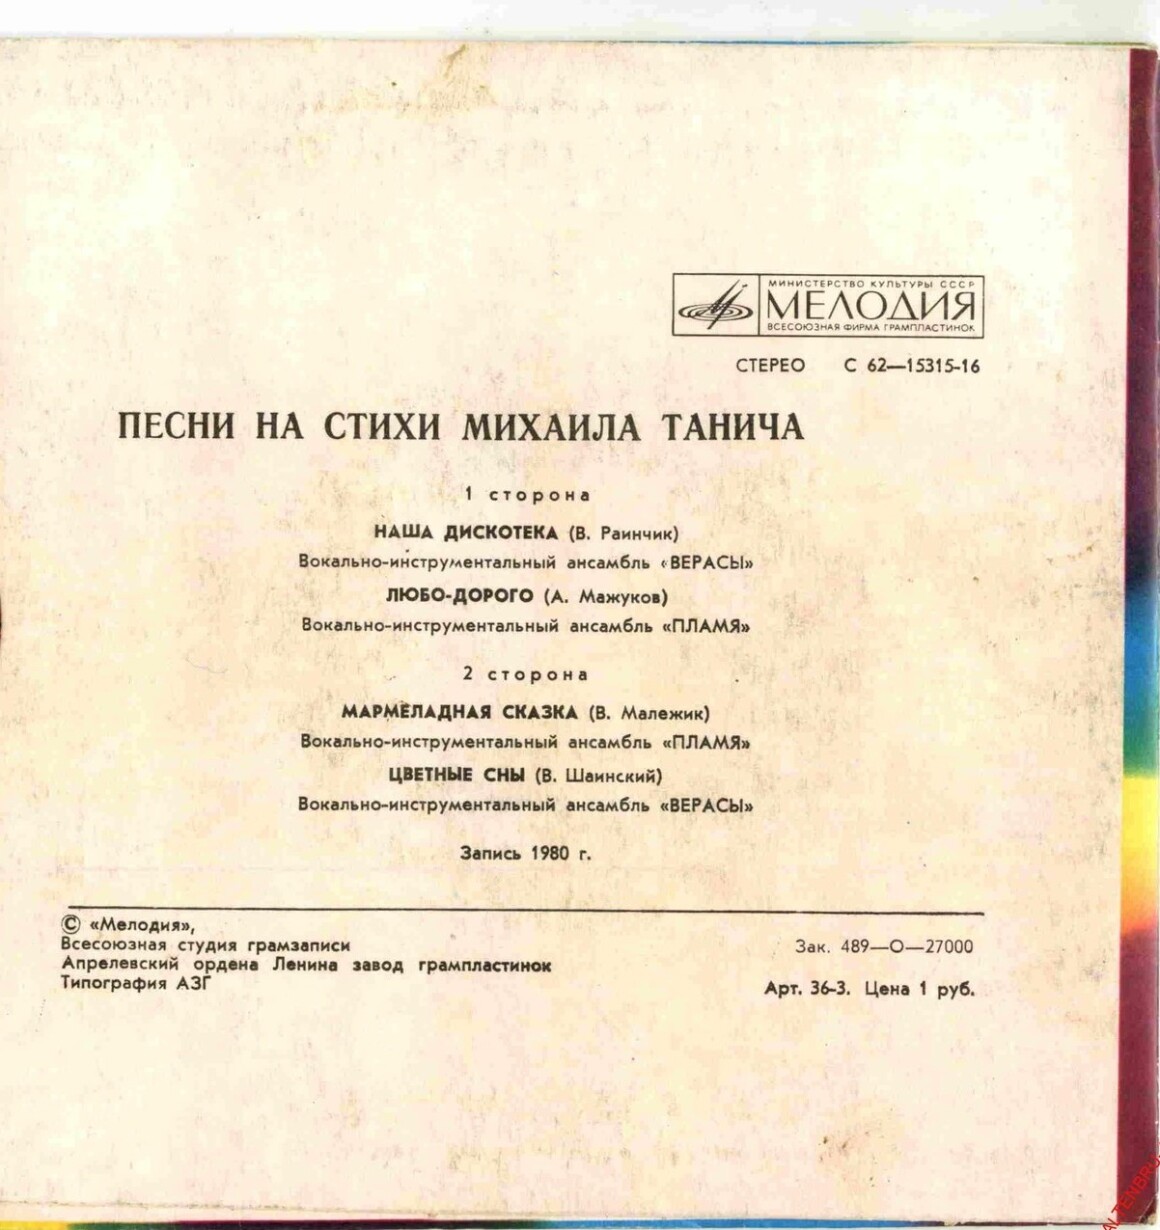 МИНИСТЕРСТВО КУЛЬТУРЫ СССР
МЕЛОДИЯ
ВСЕСОЮЗНАЯ ФИРМА ГРАМПЛАСТИНОК
СТЕРЕО С 62—15315-16
ПЕСНИ НА СТИХИ МИХАИЛА ТАНИЧА
1 сторона
НАША ДИСКОТЕКА (В. Раинчик)
Вокально-инструментальный ансамбль «ВЕРАСЫ»
ЛЮБО-ДОРОГО (А. Мажуков)
Вокально-инструментальный ансамбль «ПЛАМЯ»
2 сторона
МАРМЕЛАДНАЯ СКАЗКА (В. Малежик)
Вокально-инструментальный ансамбль «ПЛАМЯ»
ЦВЕТНЫЕ СНЫ (В. Шаинский)
Вокально-инструментальный ансамбль «ВЕРАСЫ»
Запись 1980 г.
© «Мелодия»,
Всесоюзная студия грамзаписи
Апрелевский ордена Ленина завод грампластинок
Типография АЗГ
Зак. 489—О—27000
Арт. 36-3. Цена 1 руб.